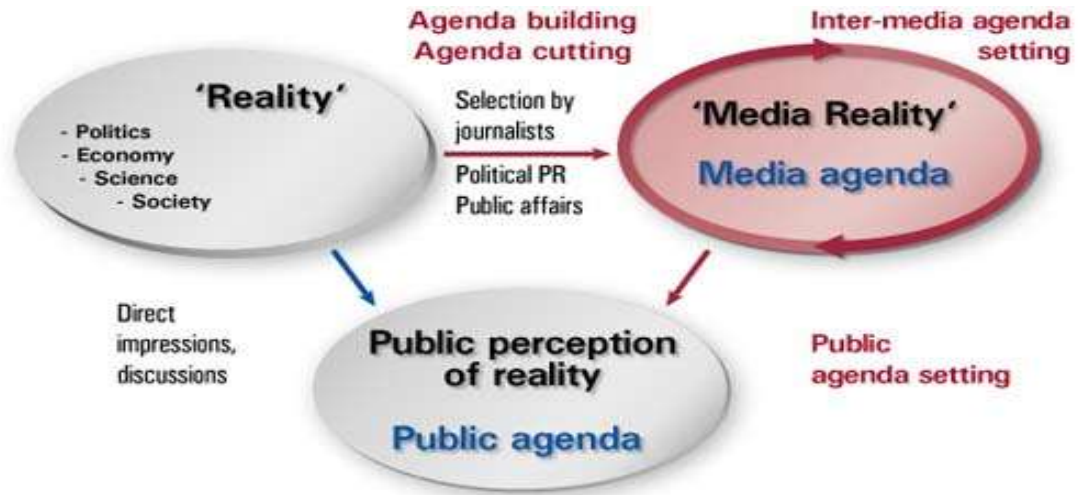 Agenda building
Agenda cutting
Inter-media agenda
setting
'Reality'
- Politics
- Economy
- Science
- Society
Selection by
journalists
Political PR
Public affairs
'Media Reality'
Media agenda
Direct
impressions,
discussions
Public perception
of reality
Public agenda
Public
agenda setting